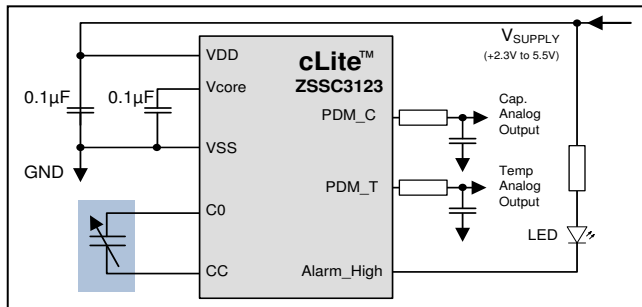 cLite™
ZSSC3123
VDD
Vcore
VSS
C0
CC
PDM_C
PDM_T
Alarm_High
0.1µF
0.1µF
GND
VSUPPLY
(+2.3V to 5.5V)
Cap.
Analog
Output
Temp
Analog
Output
LED